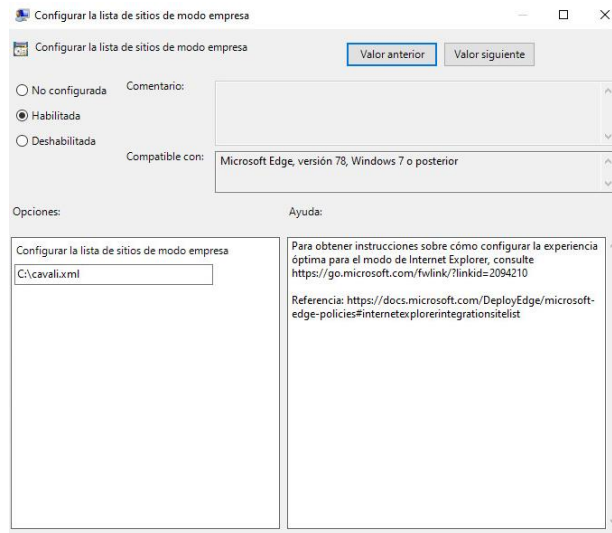 Configurar la lista de sitios de modo empresa
Configurar la lista de sitios de modo empresa
Valor anterior
Valor siguiente
No configurada
Comentario:
Habilitada
Deshabilitada
Compatible con:
Microsoft Edge, versión 78, Windows 7 o posterior
Opciones:
Ayuda:
Configurar la lista de sitios de modo empresa
C:\cavali.xml
Para obtener instrucciones sobre cómo configurar la experiencia
óptima para el modo de Internet Explorer, consulte
https://go.microsoft.com/fwlink/?linkid=2094210
Referencia: https://docs.microsoft.com/DeployEdge/microsoft-
edge-policies#internetexplorerintegrationsitelist